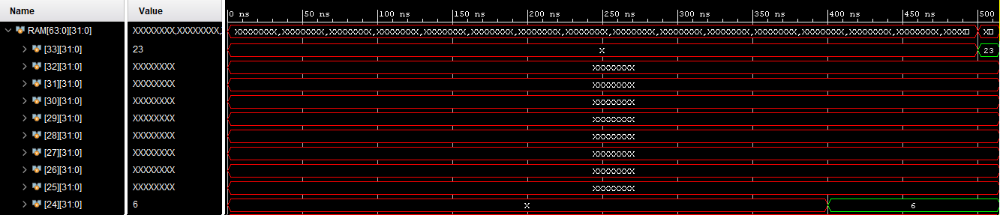 Name Value 0 ns 50 ns 100 ns 150 ns 200 ns 250 ns 300 ns 350 ns 400 ns 450 ns 500
RAM[63:0][31:0] XXXXXXXX,XXXXXXXX, XXXXXXXX,XXXXXXXX,XXXXXXXX,XXXXXXXX,XXXXXXXX,XXXXXXXX,XXXXXXXX,XXXXXXXX,XXXXXXXX,XXXXXXXX,XXXXXXXX,XXXXXXXX,XXXXXXXX,XXXXXXXX,XXXXXXXX,XXXX X
[33][31:0] 23 X 23
[32][31:0] XXXXXXXX XXXXXXXX
[31][31:0] XXXXXXXX XXXXXXXX
[30][31:0] XXXXXXXX XXXXXXXX
[29][31:0] XXXXXXXX XXXXXXXX
[28][31:0] XXXXXXXX XXXXXXXX
[27][31:0] XXXXXXXX XXXXXXXX
[26][31:0] XXXXXXXX XXXXXXXX
[25][31:0] XXXXXXXX XXXXXXXX
[24][31:0] 6 X 6